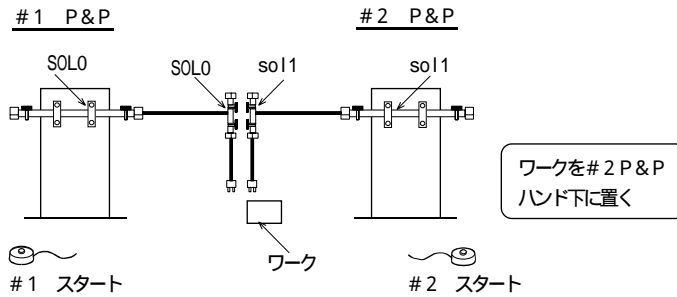 #1 P&P
#2 P&P
SOL0
SOL0
sol1
sol1
ワークを#2P&P
ハンド下に置く
ワーク
#1 スタート
#2 スタート